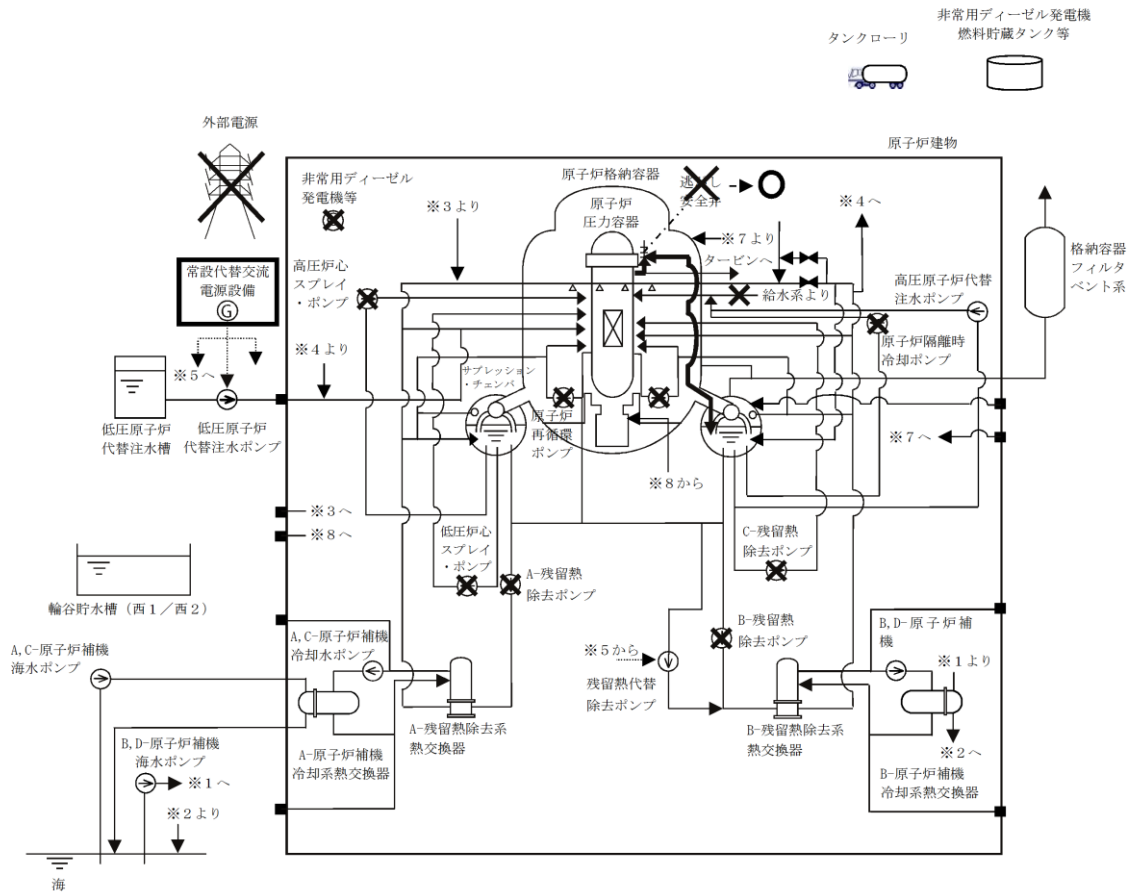 非常用ディーゼル発電機
燃料貯蔵タンク等
タンクローリ
外部電源
原子炉建物
非常用ディーゼル
発電機等
原子炉格納容器
原子炉
圧力容器
安全弁
※3より
※4へ
※7より
タービンへ
格納容器
フィルタ
ベント系
常設代替交流
電源設備
G
高圧炉心
スプレイ
・ポンプ
給水系より
高圧原子炉代替
注水ポンプ
原子炉隔離時
冷却ポンプ
※5へ
※4より
サプレッション
・チェンバ
低圧原子炉
代替注水槽
低圧原子炉
代替注水ポンプ
原子炉
再循環
ポンプ
※7へ
※8から
※3へ
※8へ
低圧炉心
スプレイ
・ポンプ
A-残留熱
除去ポンプ
C-残留熱
除去ポンプ
輪谷貯水槽(西1/西2)
A,C-原子炉補機
海水ポンプ
A,C-原子炉補機
冷却水ポンプ
B-残留熱
除去ポンプ
B,D-原子炉補
機
※5から
※1より
残留熱代替
除去ポンプ
A-残留熱除去系
熱交換器
B-残留熱除去系
熱交換器
※2へ
B,D-原子炉補機
海水ポンプ
A-原子炉補機
冷却系熱交換器
B-原子炉補機
冷却系熱交換器
※1へ
※2より
海